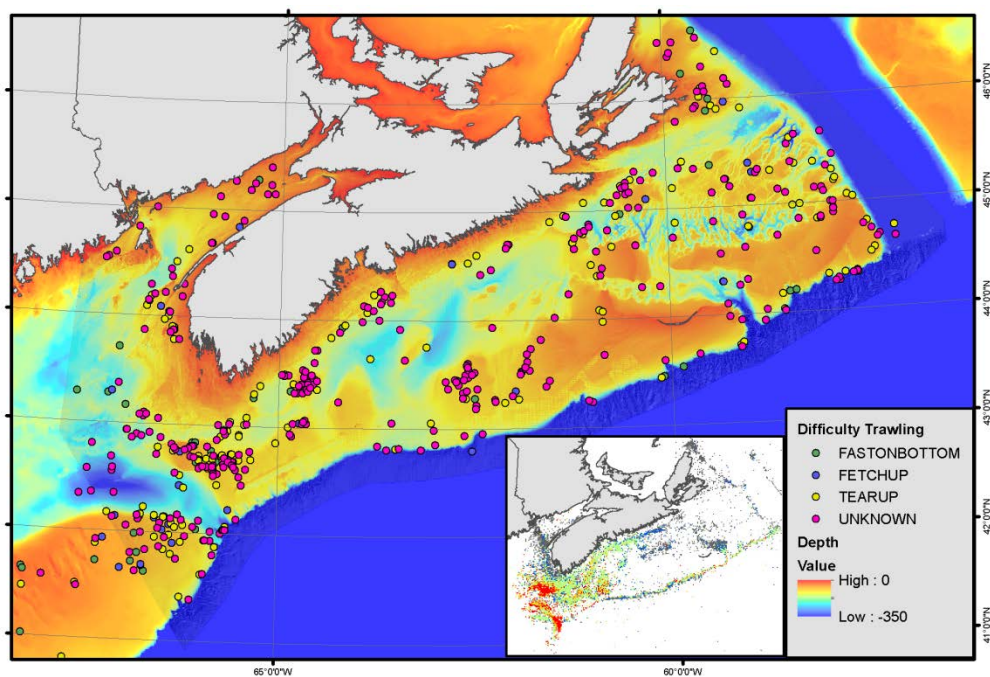 46°0'0"N
45°0'0"N
44°0'0"N
43°0'0"N
42°0'0"N
41°0'0"N
65°0'0"W
60°0'0"W
Difficulty Trawling
FASTONBOTTOM
FETCHUP
TEARUP
UNKNOWN
Depth
Value
High : 0
Low : -350